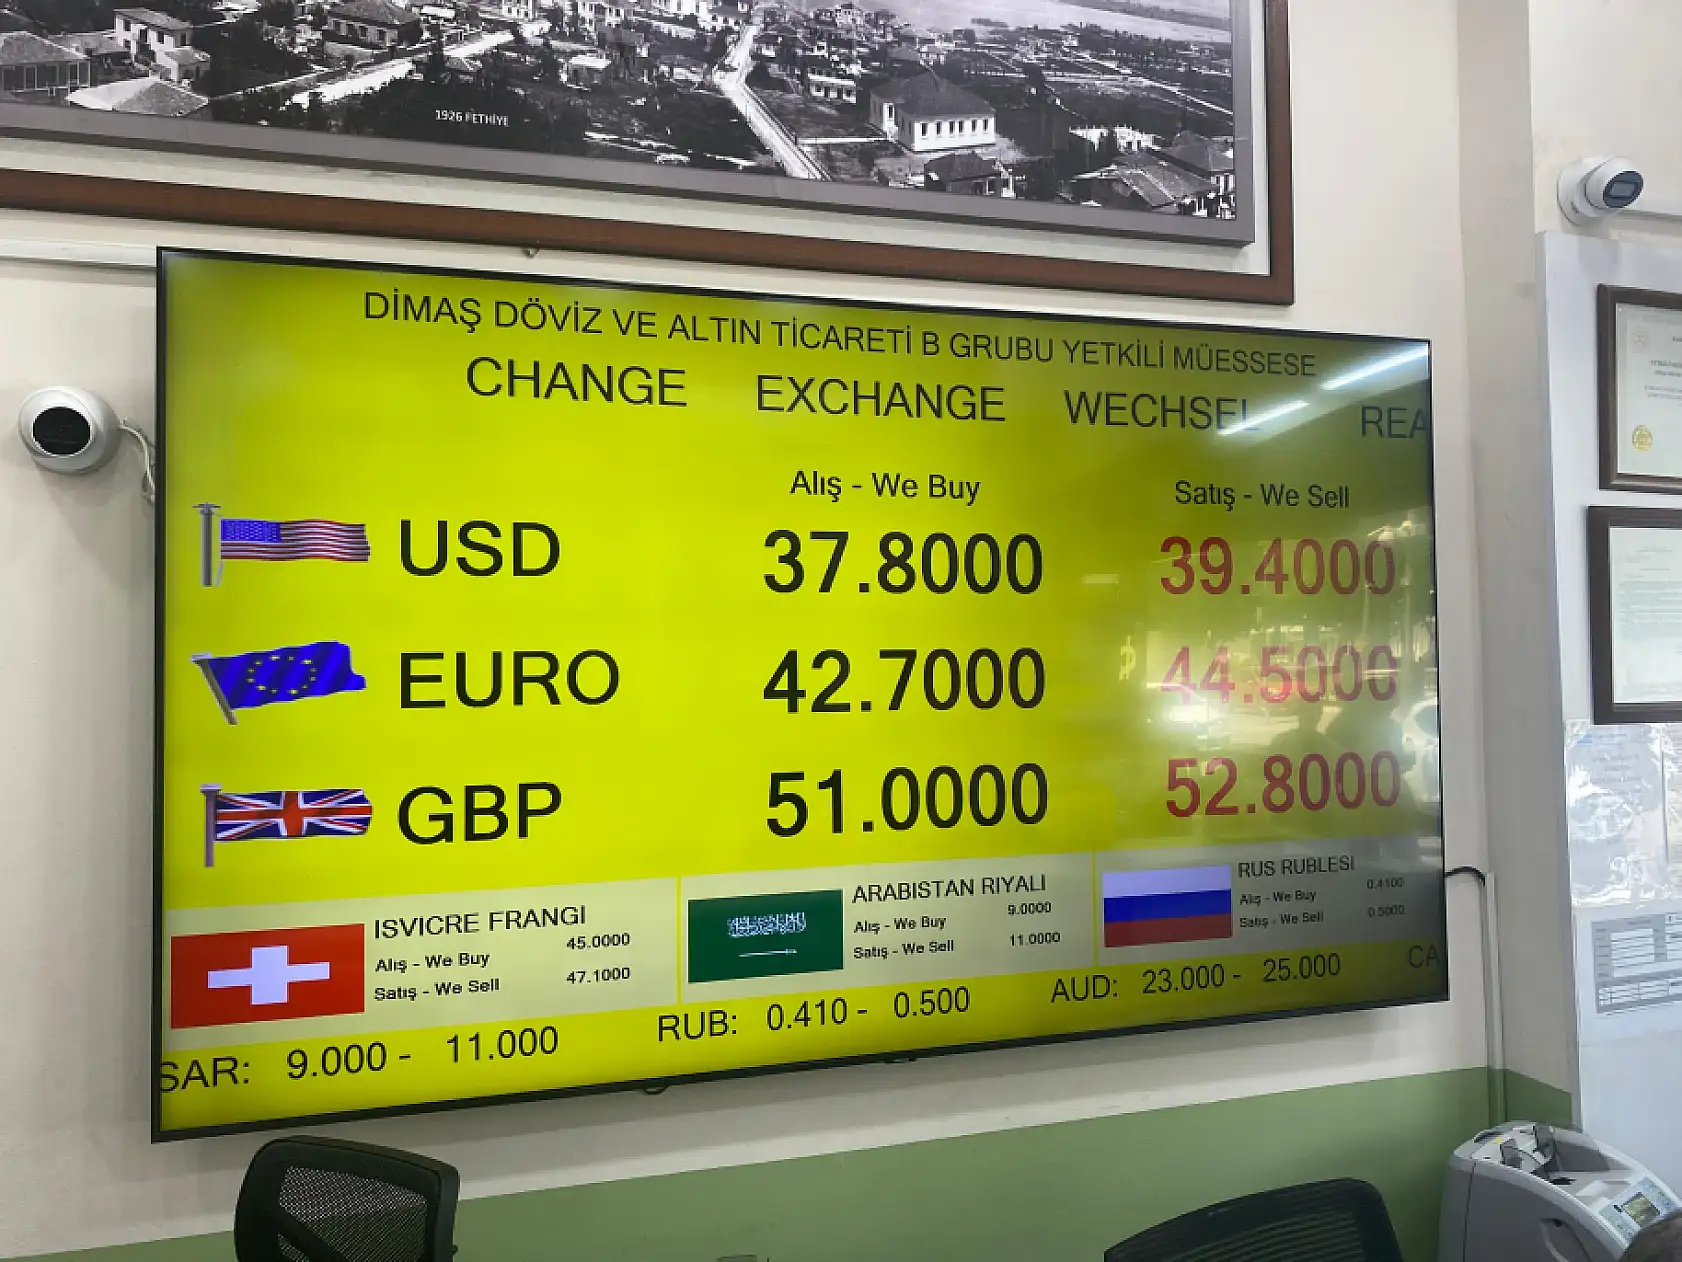 1926 FETHİYE
DİMAŞ DÖVİZ VE ALTIN TİCARETİ B GRUBU YETKİLİ MÜESSESE
CHANGE EXCHANGE WECHSEL REA
Alış - We Buy Satış - We Sell
USD 37.8000 39.4000
EURO 42.7000 44.5000
GBP 51.0000 52.8000
ISVICRE FRANGI
Alış - We Buy 45.0000
Satış - We Sell 47.1000
ARABISTAN RIYALI
Alış - We Buy 9.0000
Satış - We Sell 11.0000
RUS RUBLESI
Alış - We Buy 0.4100
Satış - We Sell 0.5000
SAR: 9.000 - 11.000 RUB: 0.410 - 0.500 AUD: 23.000 - 25.000 CA